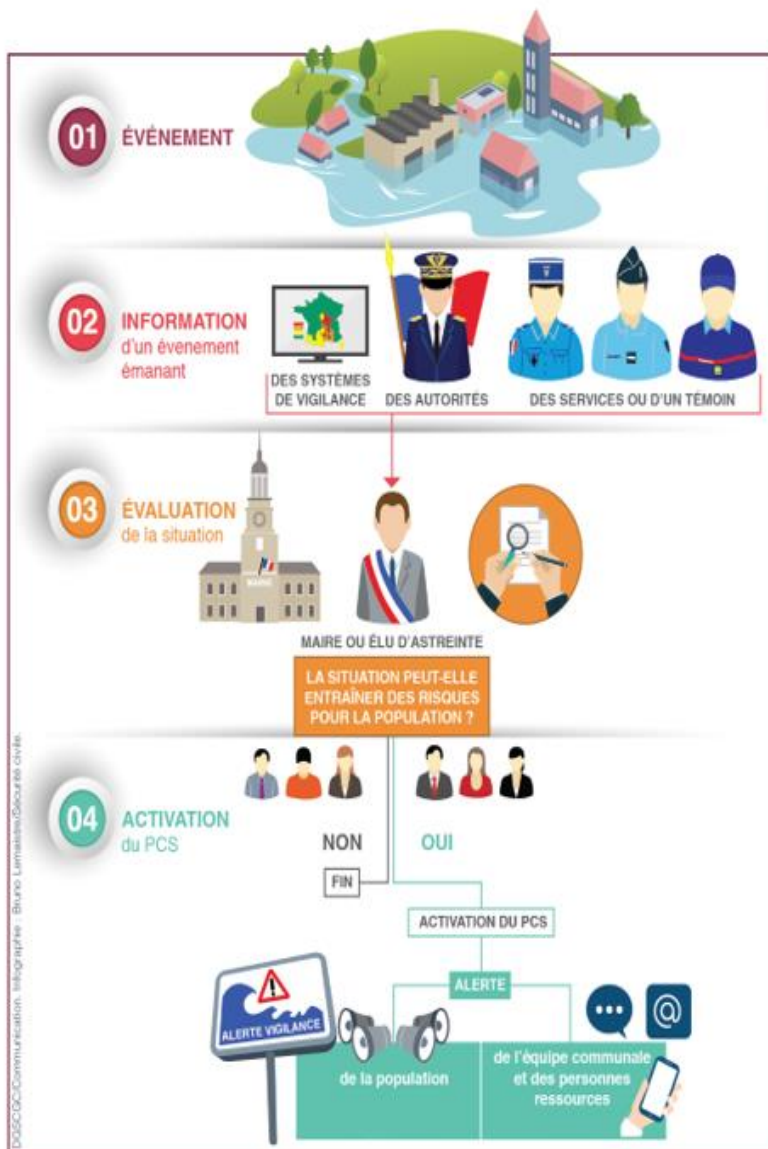 01
ÉVÉNEMENT
02
INFORMATION
d'un évenement
émanant
DES SYSTÈMES
DE VIGILANCE
DES AUTORITÉS
DES SERVICES OU D'UN TÉMOIN
03
ÉVALUATION
de la situation
MAIRIE
MAIRE OU ÉLU D'ASTREINTE
LA SITUATION PEUT-ELLE
ENTRAÎNER DES RISQUES
POUR LA POPULATION ?
04
ACTIVATION
du PCS
NON
OUI
FIN
ACTIVATION DU PCS
ALERTE
ALERTE VIGILANCE
de la population
de l'équipe communale
et des personnes
ressources
DGSCGC/Communication. Infographie : Bruno Lemaistre/Sécurité civile.